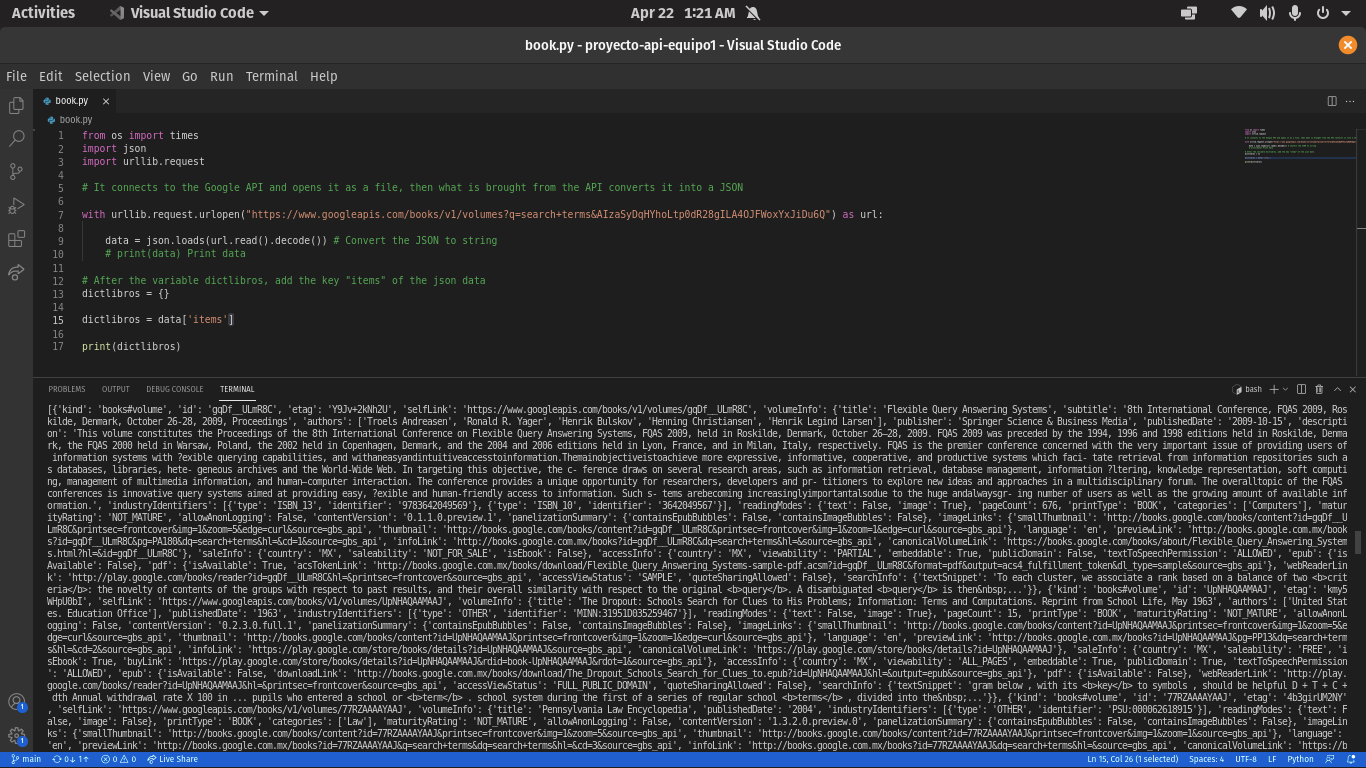 Activities
Visual Studio Code
Apr 22 1:21 AM
book.py - proyecto-api-equipo1 - Visual Studio Code
File Edit Selection View Go Run Terminal Help
book.py
book.py
1 from os import times
2 import json
3 import urllib.request
4
5 # It connects to the Google API and opens it as a file, then what is brought from the API converts it into a JSON
6
7 with urllib.request.urlopen("https://www.googleapis.com/books/v1/volumes?q=search+terms&AIzaSyDqHYhoLtp0dR28gILA4OJFWoxYxJiDu6Q") as url:
8
9 data = json.loads(url.read().decode()) # Convert the JSON to string
10 # print(data) Print data
11
12 # After the variable dictlibros, add the key "items" of the json data
13 dictlibros = {}
14
15 dictlibros = data['items']
16
17 print(dictlibros)
PROBLEMS OUTPUT DEBUG CONSOLE TERMINAL
bash
[{'kind': 'books#volume', 'id': 'gqDf__ULmR8C', 'etag': 'Y9Jv+2kNh2U', 'selfLink': 'https://www.googleapis.com/books/v1/volumes/gqDf__ULmR8C', 'volumeInfo': {'title': 'Flexible Query Answering Systems', 'subtitle': '8th International Conference, FQAS 2009, Ros
kilde, Denmark, October 26-28, 2009, Proceedings', 'authors': ['Troels Andreasen', 'Ronald R. Yager', 'Henrik Bulskov', 'Henning Christiansen', 'Henrik Legind Larsen'], 'publisher': 'Springer Science & Business Media', 'publishedDate': '2009-10-15', 'descripti
on': 'This volume constitutes the Proceedings of the 8th International Conference on Flexible Query Answering Systems, FQAS 2009, held in Roskilde, Denmark, October 26–28, 2009. FQAS 2009 was preceded by the 1994, 1996 and 1998 editions held in Roskilde, Denma
rk, the FQAS 2000 held in Warsaw, Poland, the 2002 held in Copenhagen, Denmark, and the 2004 and 2006 editions held in Lyon, France, and in Milan, Italy, respectively. FQAS is the premier conference concerned with the very important issue of providing users of
information systems with ?exible querying capabilities, and witheasyandintuitiveaccesstoinformation.Themainobjectiveistoachieve more expressive, informative, cooperative, and productive systems which faci- tate retrieval from information repositories such a
s databases, libraries, hete- geneous archives and the World-Wide Web. In targeting this objective, the c- ference draws on several research areas, such as information retrieval, database management, information ?ltering, knowledge representation, soft computi
ng, management of multimedia information, and human–computer interaction. The conference provides a unique opportunity for researchers, developers and pr- titioners to explore new ideas and approaches in a multidisciplinary forum. The overalltopic of the FQAS
conferences is innovative query systems aimed at providing easy, ?exible and human-friendly access to information. Such s- tems arebecoming increasinglyimportantalsodue to the huge andalwaysgr- ing number of users as well as the growing amount of available inf
ormation.', 'industryIdentifiers': [{'type': 'ISBN_13', 'identifier': '9783642049569'}, {'type': 'ISBN_10', 'identifier': '3642049567'}], 'readingModes': {'text': False, 'image': True}, 'pageCount': 676, 'printType': 'BOOK', 'categories': ['Computers'], 'matur
ityRating': 'NOT_MATURE', 'allowAnonLogging': False, 'contentVersion': '0.1.1.0.preview.1', 'panelizationSummary': {'containsEpubBubbles': False, 'containsImageBubbles': False}, 'imageLinks': {'smallThumbnail': 'http://books.google.com/books/content?id=gqDf__U
LmR8C&printsec=frontcover&img=1&zoom=5&edge=curl&source=gbs_api', 'thumbnail': 'http://books.google.com/books/content?id=gqDf__ULmR8C&printsec=frontcover&img=1&zoom=1&edge=curl&source=gbs_api'}, 'language': 'en', 'previewLink': 'http://books.google.com.mx/book
s?id=gqDf__ULmR8C&pg=PA180&dq=search+terms&hl=&cd=1&source=gbs_api', 'infoLink': 'http://books.google.com.mx/books?id=gqDf__ULmR8C&dq=search+terms&hl=&source=gbs_api', 'canonicalVolumeLink': 'https://books.google.com/books/about/Flexible_Query_Answering_System
s.html?hl=&id=gqDf__ULmR8C'}, 'saleInfo': {'country': 'MX', 'saleability': 'NOT_FOR_SALE', 'isEbook': False}, 'accessInfo': {'country': 'MX', 'viewability': 'PARTIAL', 'embeddable': True, 'publicDomain': False, 'textToSpeechPermission': 'ALLOWED', 'epub': {'is
Available': False}, 'pdf': {'isAvailable': True, 'acsTokenLink': 'http://books.google.com.mx/books/download/Flexible_Query_Answering_Systems-sample-pdf.acsm?id=gqDf__ULmR8C&format=pdf&output=acs4_fulfillment_token&dl_type=sample&source=gbs_api'}, 'webReaderLin
k': 'http://play.google.com/books/reader?id=gqDf__ULmR8C&hl=&printsec=frontcover&source=gbs_api', 'accessViewStatus': 'SAMPLE', 'quoteSharingAllowed': False}, 'searchInfo': {'textSnippet': 'To each cluster, we associate a rank based on a balance of two <b>crit
eria</b>: the novelty of contents of the groups with respect to past results, and their overall similarity with respect to the original <b>query</b>. A disambiguated <b>query</b> is then&nbsp;...'}}, {'kind': 'books#volume', 'id': 'UpNHAQAAMAAJ', 'etag': 'kmy5
WHpU0bI', 'selfLink': 'https://www.googleapis.com/books/v1/volumes/UpNHAQAAMAAJ', 'volumeInfo': {'title': 'The Dropout: Schools Search for Clues to His Problems; Information: Terms and Computations. Reprint from School Life, May 1963', 'authors': ['United Stat
es. Education Office'], 'publishedDate': '1963', 'industryIdentifiers': [{'type': 'OTHER', 'identifier': 'MINN:31951D035259467'}], 'readingModes': {'text': False, 'image': True}, 'pageCount': 15, 'printType': 'BOOK', 'maturityRating': 'NOT_MATURE', 'allowAnonL
ogging': False, 'contentVersion': '0.2.3.0.full.1', 'panelizationSummary': {'containsEpubBubbles': False, 'containsImageBubbles': False}, 'imageLinks': {'smallThumbnail': 'http://books.google.com/books/content?id=UpNHAQAAMAAJ&printsec=frontcover&img=1&zoom=5&e
dge=curl&source=gbs_api', 'thumbnail': 'http://books.google.com/books/content?id=UpNHAQAAMAAJ&printsec=frontcover&img=1&zoom=1&edge=curl&source=gbs_api'}, 'language': 'en', 'previewLink': 'http://books.google.com.mx/books?id=UpNHAQAAMAAJ&pg=PP13&dq=search+term
s&hl=&cd=2&source=gbs_api', 'infoLink': 'https://play.google.com/store/books/details?id=UpNHAQAAMAAJ&source=gbs_api', 'canonicalVolumeLink': 'https://play.google.com/store/books/details?id=UpNHAQAAMAAJ'}, 'saleInfo': {'country': 'MX', 'saleability': 'FREE', 'i
sEbook': True, 'buyLink': 'https://play.google.com/store/books/details?id=UpNHAQAAMAAJ&rdid=book-UpNHAQAAMAAJ&rdot=1&source=gbs_api'}, 'accessInfo': {'country': 'MX', 'viewability': 'ALL_PAGES', 'embeddable': True, 'publicDomain': True, 'textToSpeechPermission
': 'ALLOWED', 'epub': {'isAvailable': False, 'downloadLink': 'http://books.google.com.mx/books/download/The_Dropout_Schools_Search_for_Clues_to.epub?id=UpNHAQAAMAAJ&hl=&output=epub&source=gbs_api'}, 'pdf': {'isAvailable': False}, 'webReaderLink': 'http://play.
google.com/books/reader?id=UpNHAQAAMAAJ&hl=&printsec=frontcover&source=gbs_api', 'accessViewStatus': 'FULL_PUBLIC_DOMAIN', 'quoteSharingAllowed': False}, 'searchInfo': {'textSnippet': 'gram below , with its <b>key</b> to symbols , should be helpful D + T + C +
dth Annual withdrawal rate X 100 in ... pupils who entered a school or <b>term</b> . school system during the first of a series of regular school <b>terms</b> , divided into the&nbsp;...'}}, {'kind': 'books#volume', 'id': '77RZAAAAYAAJ', 'etag': '4b3girUM2NY'
, 'selfLink': 'https://www.googleapis.com/books/v1/volumes/77RZAAAAYAAJ', 'volumeInfo': {'title': 'Pennsylvania Law Encyclopedia', 'publishedDate': '2004', 'industryIdentifiers': [{'type': 'OTHER', 'identifier': 'PSU:000062618915'}], 'readingModes': {'text': F
alse, 'image': False}, 'printType': 'BOOK', 'categories': ['Law'], 'maturityRating': 'NOT_MATURE', 'allowAnonLogging': False, 'contentVersion': '1.3.2.0.preview.0', 'panelizationSummary': {'containsEpubBubbles': False, 'containsImageBubbles': False}, 'imageLin
ks': {'smallThumbnail': 'http://books.google.com/books/content?id=77RZAAAAYAAJ&printsec=frontcover&img=1&zoom=5&source=gbs_api', 'thumbnail': 'http://books.google.com/books/content?id=77RZAAAAYAAJ&printsec=frontcover&img=1&zoom=1&source=gbs_api'}, 'language':
'en', 'previewLink': 'http://books.google.com.mx/books?id=77RZAAAAYAAJ&q=search+terms&dq=search+terms&hl=&cd=3&source=gbs_api', 'infoLink': 'http://books.google.com.mx/books?id=77RZAAAAYAAJ&dq=search+terms&hl=&source=gbs_api', 'canonicalVolumeLink': 'https://b
1
1
main 0↓ 1↑ 0 0 Live Share
Ln 15, Col 26 (1 selected) Spaces: 4 UTF-8 LF Python